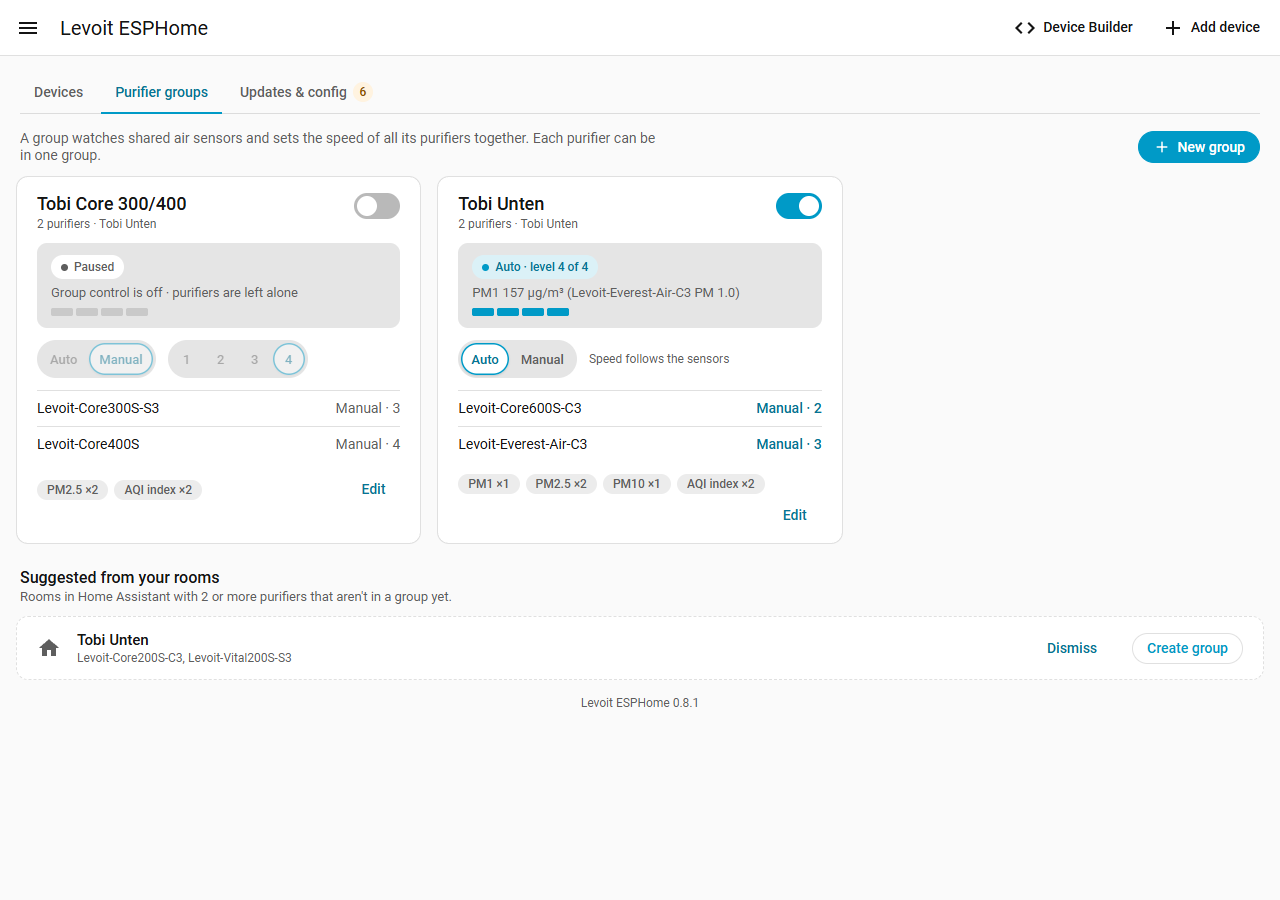 Levoit ESPHome
Device Builder
Add device
Devices
Purifier groups
Updates & config 6
A group watches shared air sensors and sets the speed of all its purifiers together. Each purifier can be
in one group.
New group
Tobi Core 300/400
2 purifiers · Tobi Unten
Paused
Group control is off · purifiers are left alone
Auto Manual 1 2 3 4
Levoit-Core300S-S3 Manual · 3
Levoit-Core400S Manual · 4
PM2.5 ×2 AQI index ×2 Edit
Tobi Unten
2 purifiers · Tobi Unten
Auto · level 4 of 4
PM1 157 µg/m³ (Levoit-Everest-Air-C3 PM 1.0)
Auto Manual Speed follows the sensors
Levoit-Core600S-C3 Manual · 2
Levoit-Everest-Air-C3 Manual · 3
PM1 ×1 PM2.5 ×2 PM10 ×1 AQI index ×2
Edit
Suggested from your rooms
Rooms in Home Assistant with 2 or more purifiers that aren't in a group yet.
Tobi Unten
Levoit-Core200S-C3, Levoit-Vital200S-S3
Dismiss
Create group
Levoit ESPHome 0.8.1